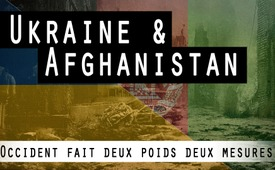 UKRAINE &
AFGHANISTAN
OCCIDENT FAIT DEUX POIDS DEUX MESURES